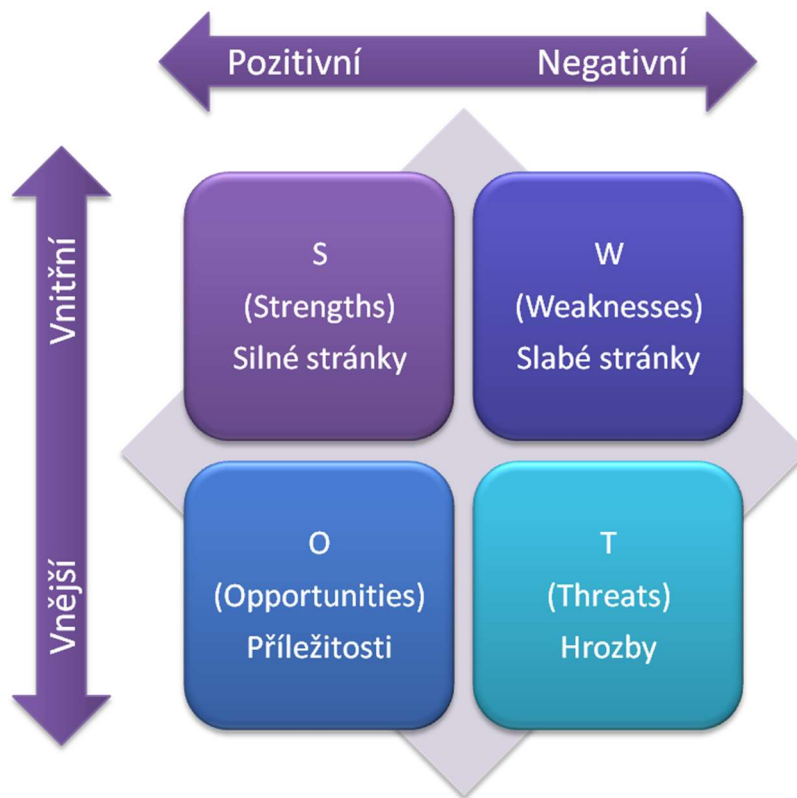 Pozitivní Negativní
Vnitřní
S
(Strengths)
Silné stránky
W
(Weaknesses)
Slabé stránky
Vnější
O
(Opportunities)
Příležitosti
T
(Threats)
Hrozby